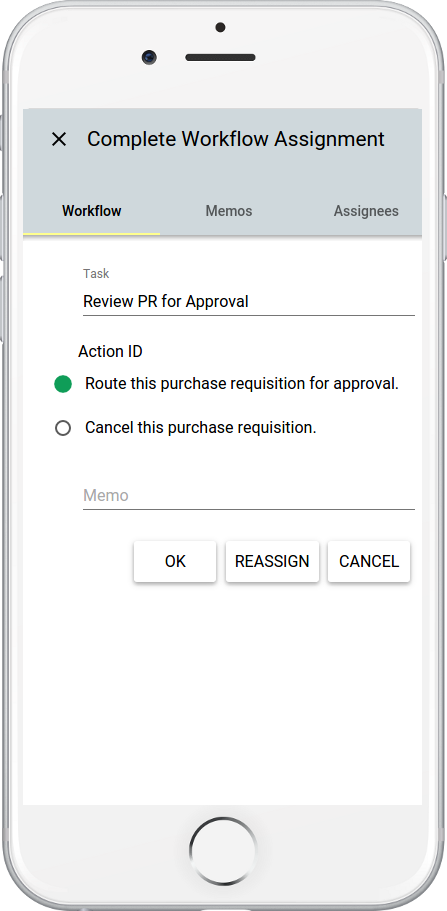 Complete Workflow Assignment
Workflow Memos Assignees
Task
Review PR for Approval
Action ID
Route this purchase requisition for approval.
Cancel this purchase requisition.
Memo
OK REASSIGN CANCEL